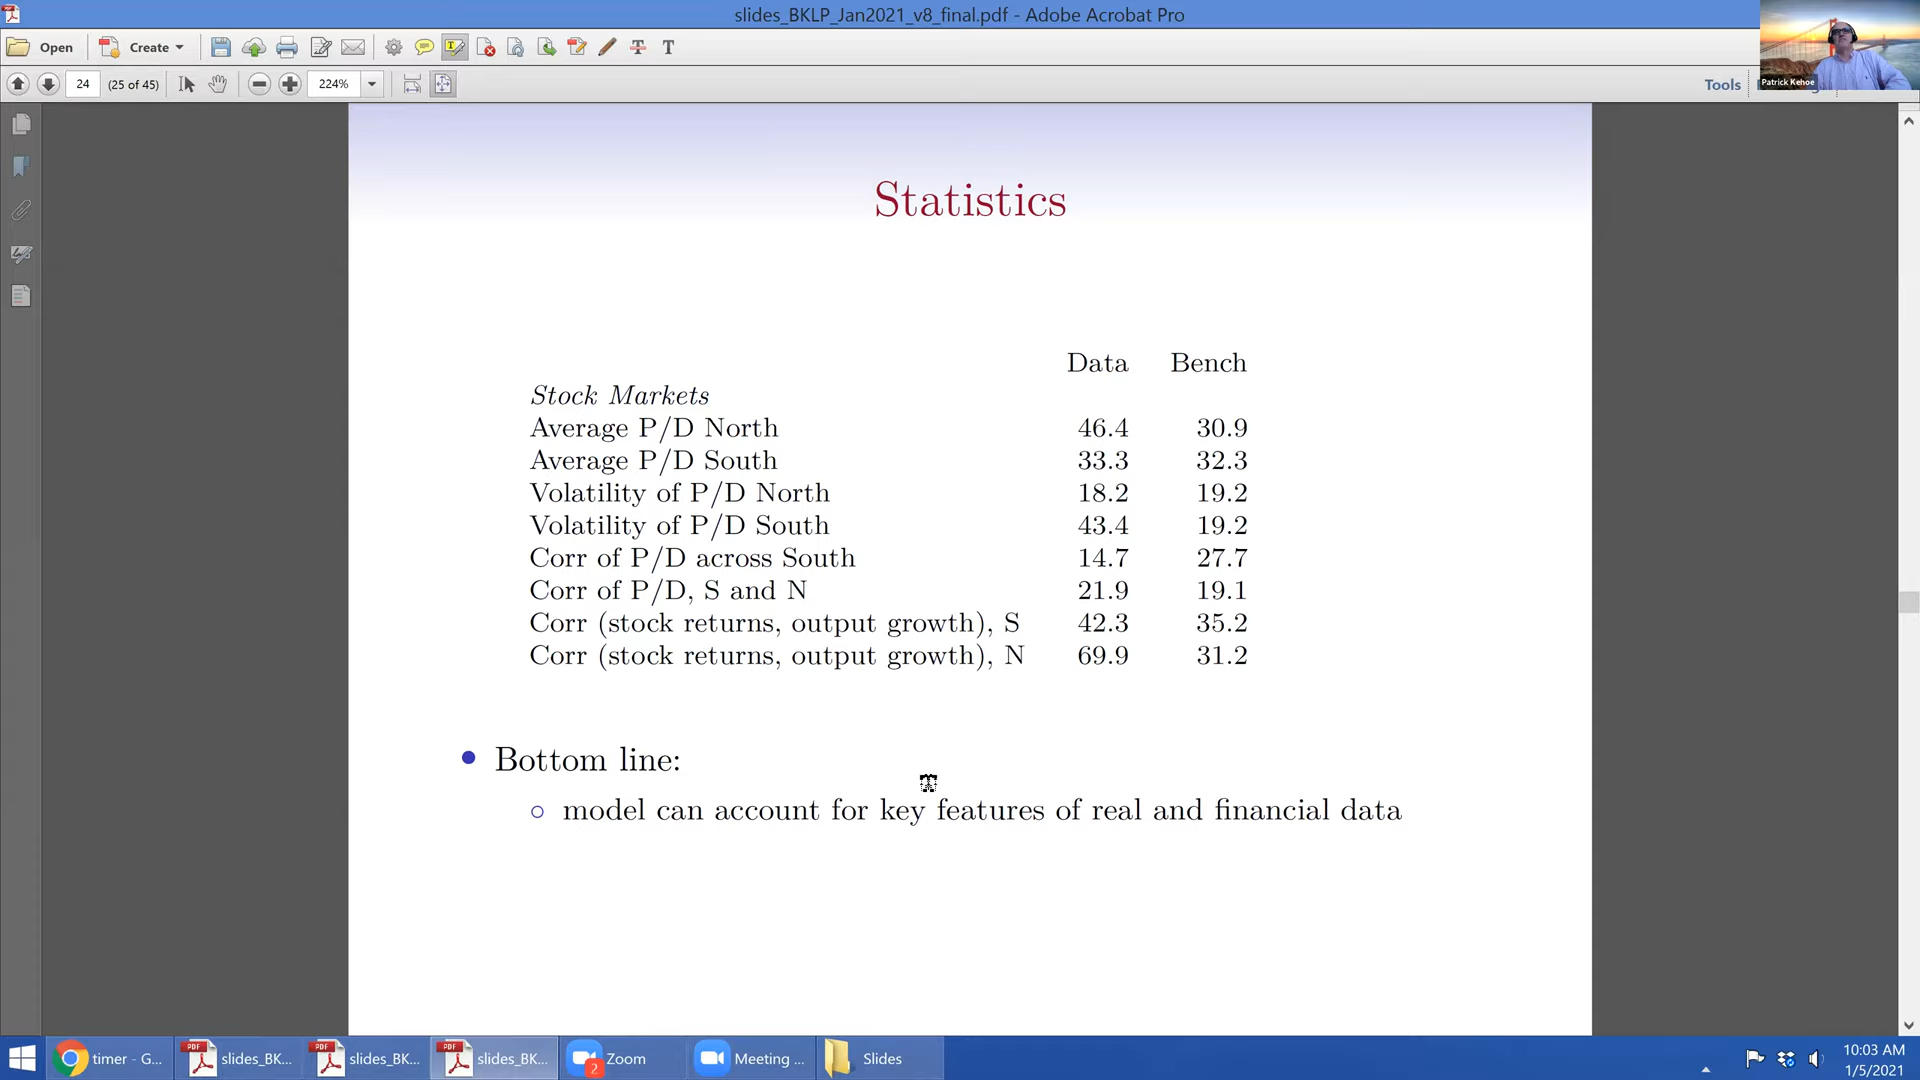 slides_BKLP_Jan2021_v8_final.pdf - Adobe Acrobat Pro
Open Create
24 (25 of 45) 224% Tools
Patrick Kehoe
Statistics
Data Bench
Stock Markets
Average P/D North 46.4 30.9
Average P/D South 33.3 32.3
Volatility of P/D North 18.2 19.2
Volatility of P/D South 43.4 19.2
Corr of P/D across South 14.7 27.7
Corr of P/D, S and N 21.9 19.1
Corr (stock returns, output growth), S 42.3 35.2
Corr (stock returns, output growth), N 69.9 31.2
Bottom line:
model can account for key features of real and financial data
timer - G... slides_BK... slides_BK... slides_BK... 2 Zoom Meeting ... Slides
10:03 AM
1/5/2021